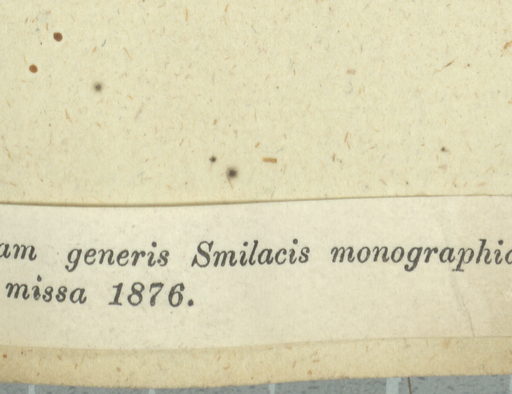 am generis Smilacis monographic
missa 1876.